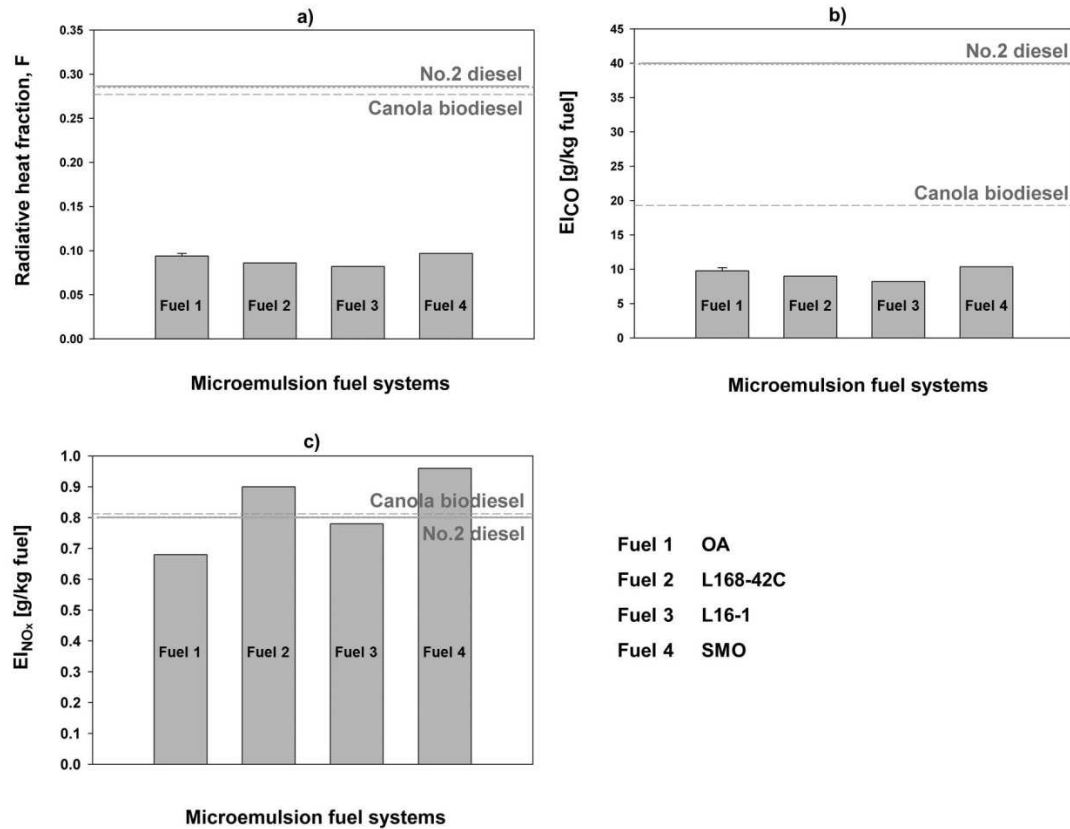 a)
Radiative heat fraction, F
0.35
0.30
0.25
0.20
0.15
0.10
0.05
0.00
No.2 diesel
Canola biodiesel
Fuel 1 Fuel 2 Fuel 3 Fuel 4
Microemulsion fuel systems
b)
EICO [g/kg fuel]
45
40
35
30
25
20
15
10
5
0
No.2 diesel
Canola biodiesel
Fuel 1 Fuel 2 Fuel 3 Fuel 4
Microemulsion fuel systems
c)
EINOx [g/kg fuel]
1.0
0.9
0.8
0.7
0.6
0.5
0.4
0.3
0.2
0.1
0.0
Canola biodiesel
No.2 diesel
Fuel 1 Fuel 2 Fuel 3 Fuel 4
Microemulsion fuel systems
Fuel 1 OA
Fuel 2 L168-42C
Fuel 3 L16-1
Fuel 4 SMO